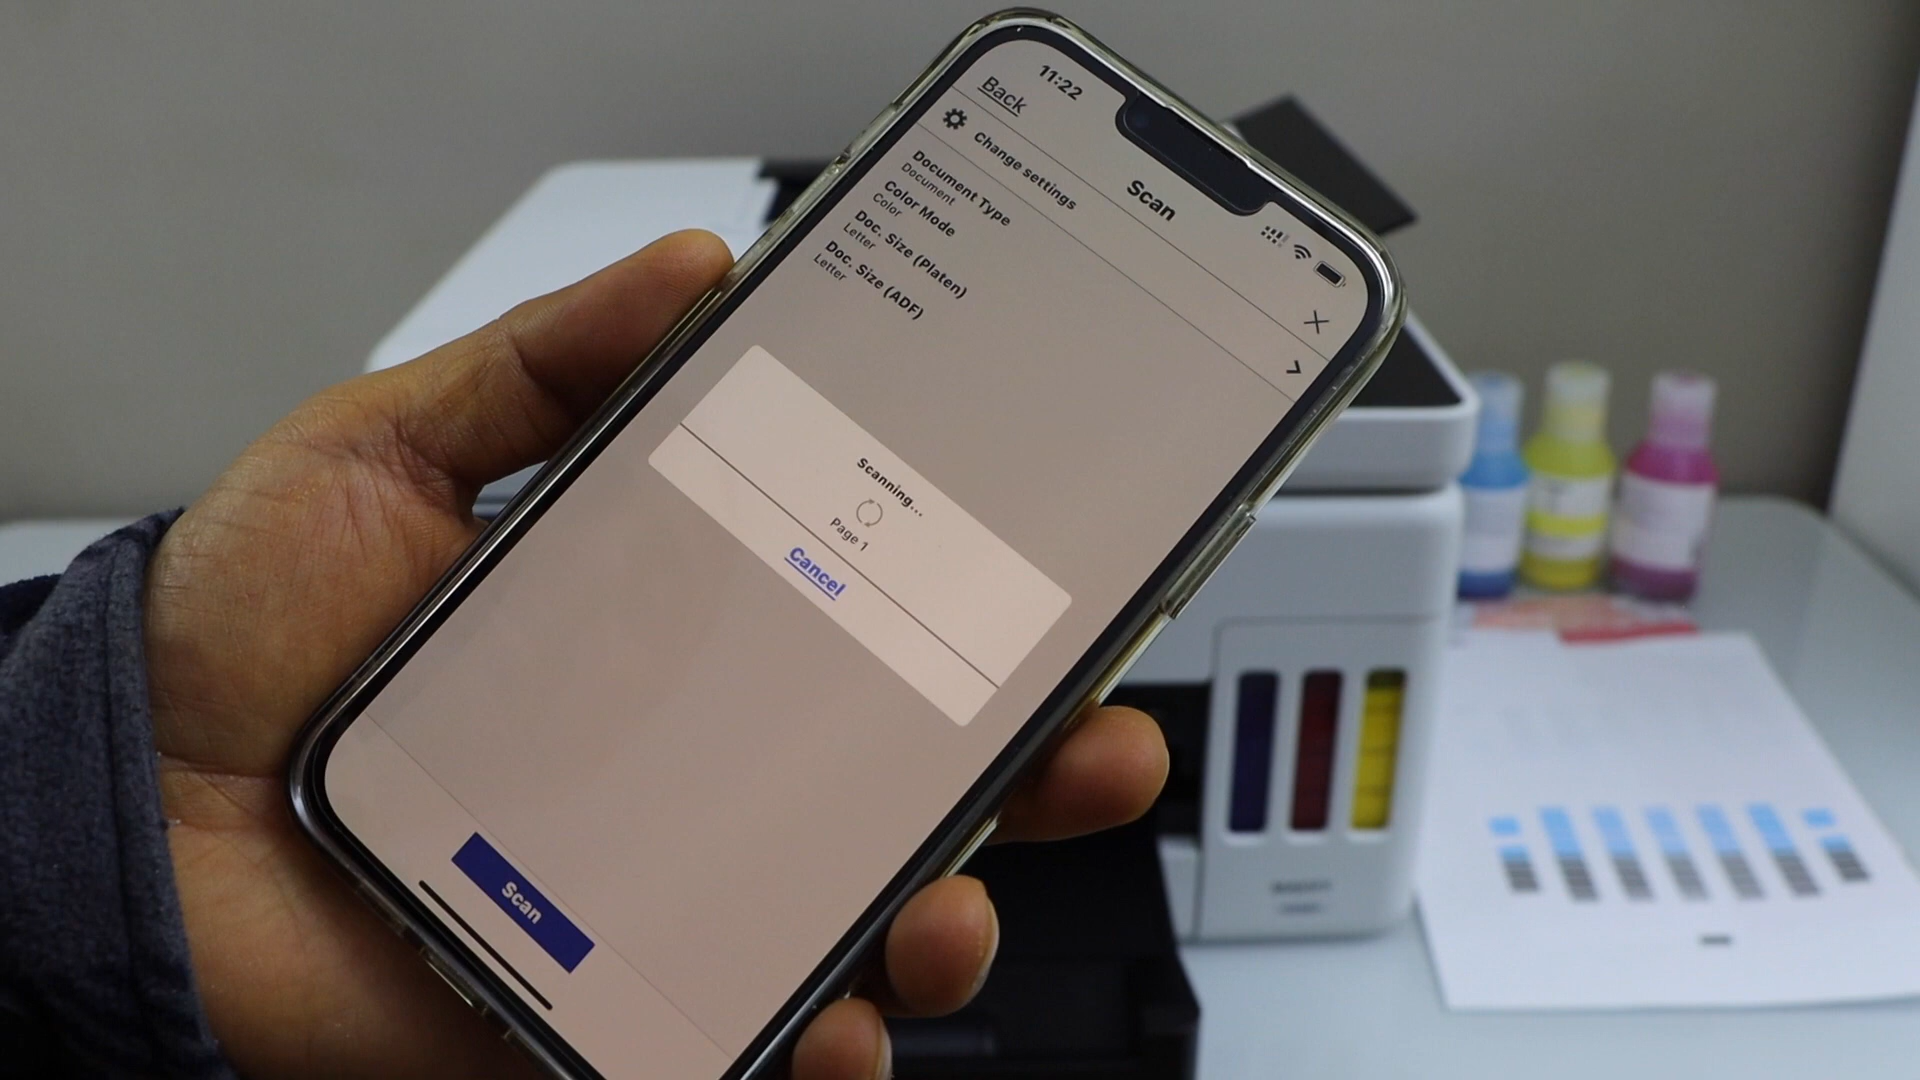 11:22
Back
Scan
Change settings
Document Type
Document
Color Mode
Color
Doc. Size (Platen)
Letter
Doc. Size (ADF)
Letter
Scanning...
Page 1
Cancel
Scan